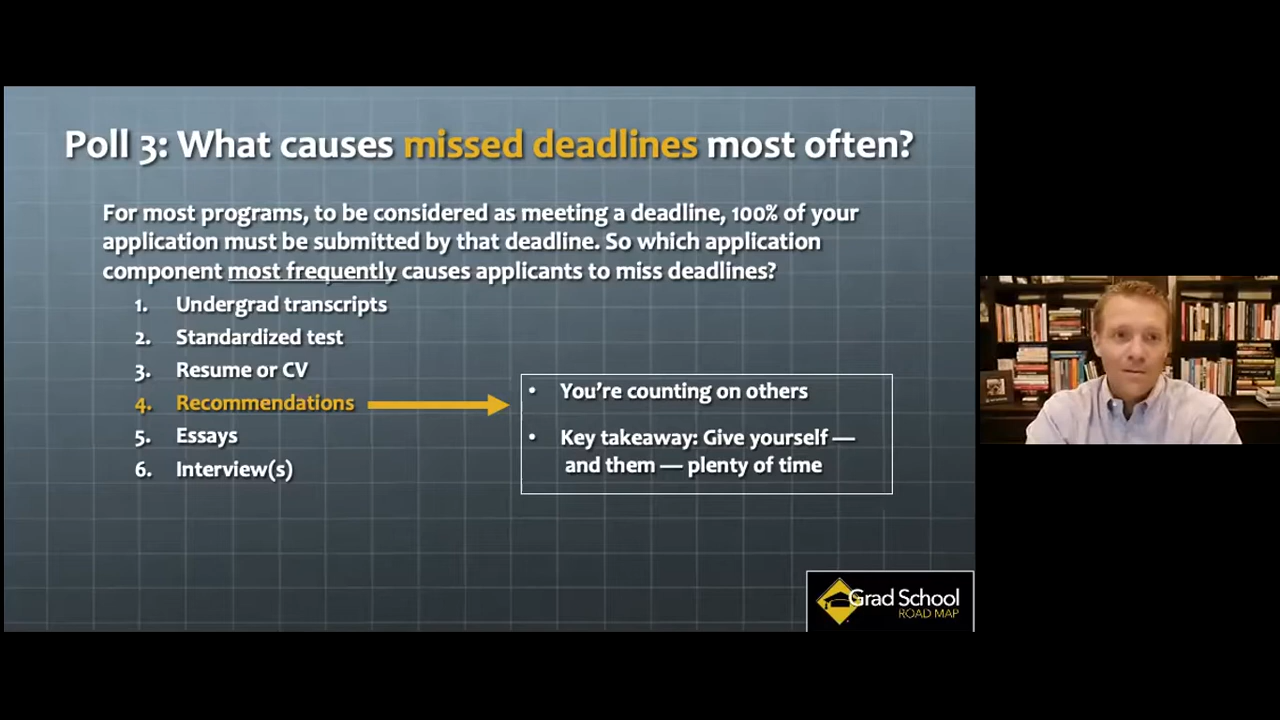 Poll 3: What causes missed deadlines most often?
For most programs, to be considered as meeting a deadline, 100% of your
application must be submitted by that deadline. So which application
component most frequently causes applicants to miss deadlines?
1. Undergrad transcripts
2. Standardized test
3. Resume or CV
4. Recommendations
5. Essays
6. Interview(s)
• You’re counting on others
• Key takeaway: Give yourself —
and them — plenty of time
Grad School
ROAD MAP